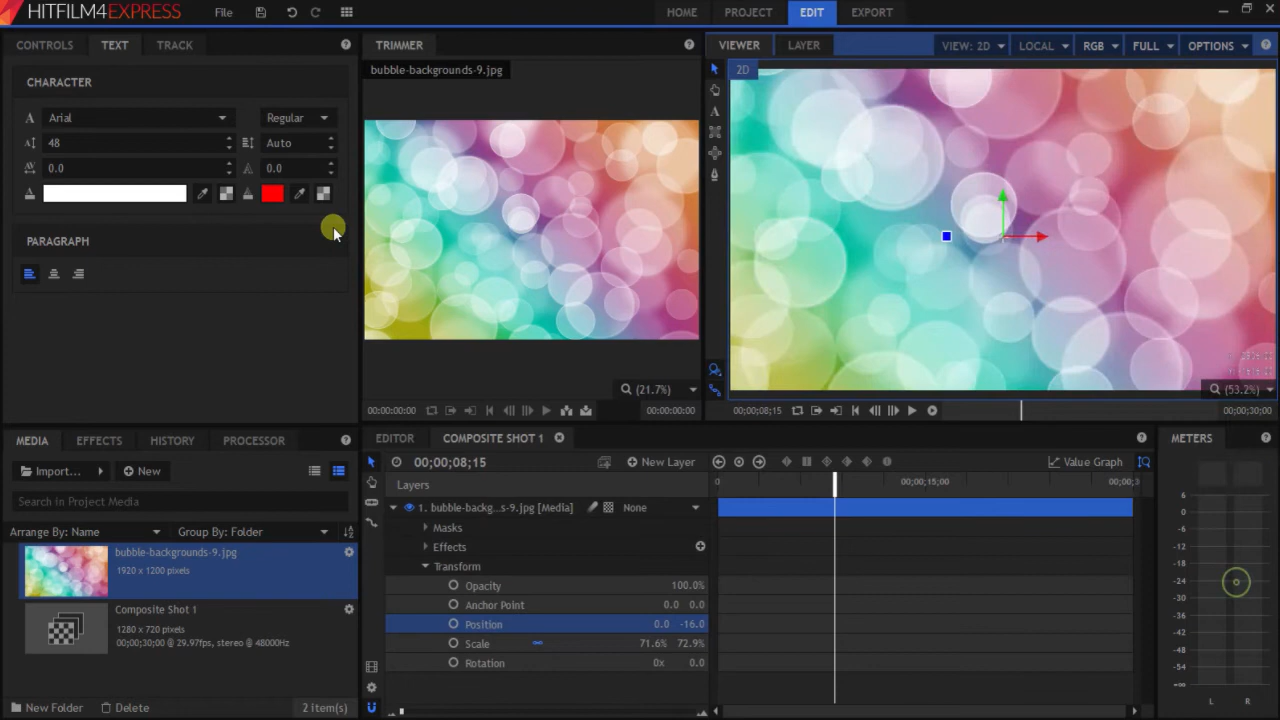 HITFILM4EXPRESS File HOME PROJECT EDIT EXPORT
CONTROLS TEXT TRACK
CHARACTER
Arial Regular
48 Auto
0.0 0.0
PARAGRAPH
TRIMMER
bubble-backgrounds-9.jpg
(21.7%)
00:00:00:00 00:00:00:00
VIEWER LAYER VIEW: 2D LOCAL RGB FULL OPTIONS
2D
(53.2%)
00;00;08;15 00;00;30;00
MEDIA EFFECTS HISTORY PROCESSOR
Import... New
Search in Project Media
Arrange By: Name Group By: Folder
bubble-backgrounds-9.jpg
1920 x 1200 pixels
Composite Shot 1
1280 x 720 pixels
00;00;30;00 @ 29.97fps, stereo @ 48000Hz
New Folder Delete 2 item(s)
EDITOR COMPOSITE SHOT 1
00;00;08;15 New Layer Value Graph
Layers 0 00;00;15;00 00;00;3
1. bubble-backg...s-9.jpg [Media] None
Masks
Effects
Transform
Opacity 100.0%
Anchor Point 0.0 0.0
Position 0.0 -16.0
Scale 71.6% 72.9%
Rotation 0x 0.0
METERS
6
0
-6
-12
-18
-24
-30
-36
-42
-48
-54
-∞
L R